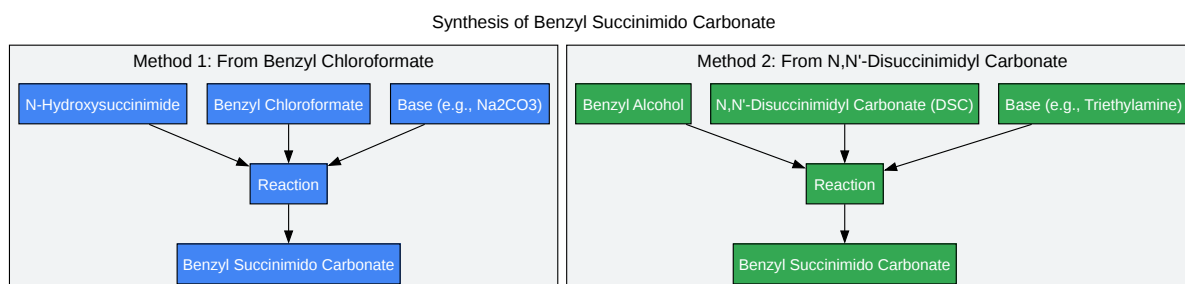 Synthesis of Benzyl Succinimido Carbonate
Method 1: From Benzyl Chloroformate
N-Hydroxysuccinimide
Benzyl Chloroformate
Base (e.g., Na2CO3)
Reaction
Benzyl Succinimido Carbonate
Method 2: From N,N'-Disuccinimidyl Carbonate
Benzyl Alcohol
N,N'-Disuccinimidyl Carbonate (DSC)
Base (e.g., Triethylamine)
Reaction
Benzyl Succinimido Carbonate